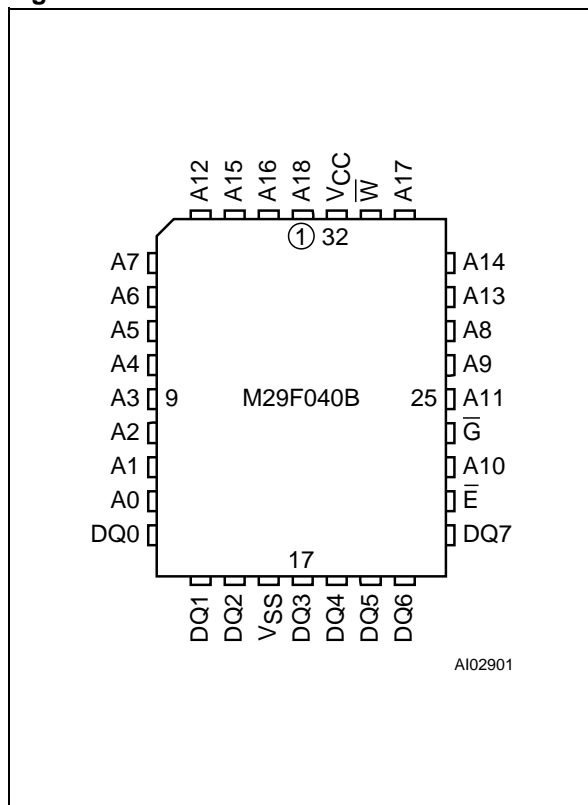 A12 A15 A16 A18 VCC W̅ A17
① 32
A7 A14
A6 A13
A5 A8
A4 A9
A3 9 M29F040B 25 A11
A2 G̅
A1 A10
A0 E̅
DQ0 DQ7
17
DQ1 DQ2 VSS DQ3 DQ4 DQ5 DQ6
AI02901